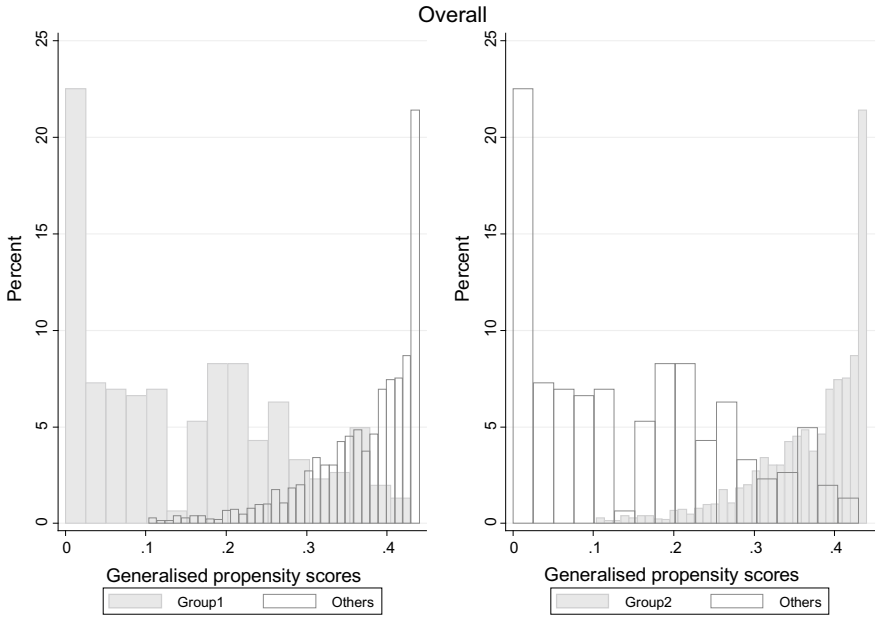 Overall
25
20
15
10
5
0
Percent
0 .1 .2 .3 .4
Generalised propensity scores
Group1 Others
25
20
15
10
5
0
Percent
0 .1 .2 .3 .4
Generalised propensity scores
Group2 Others